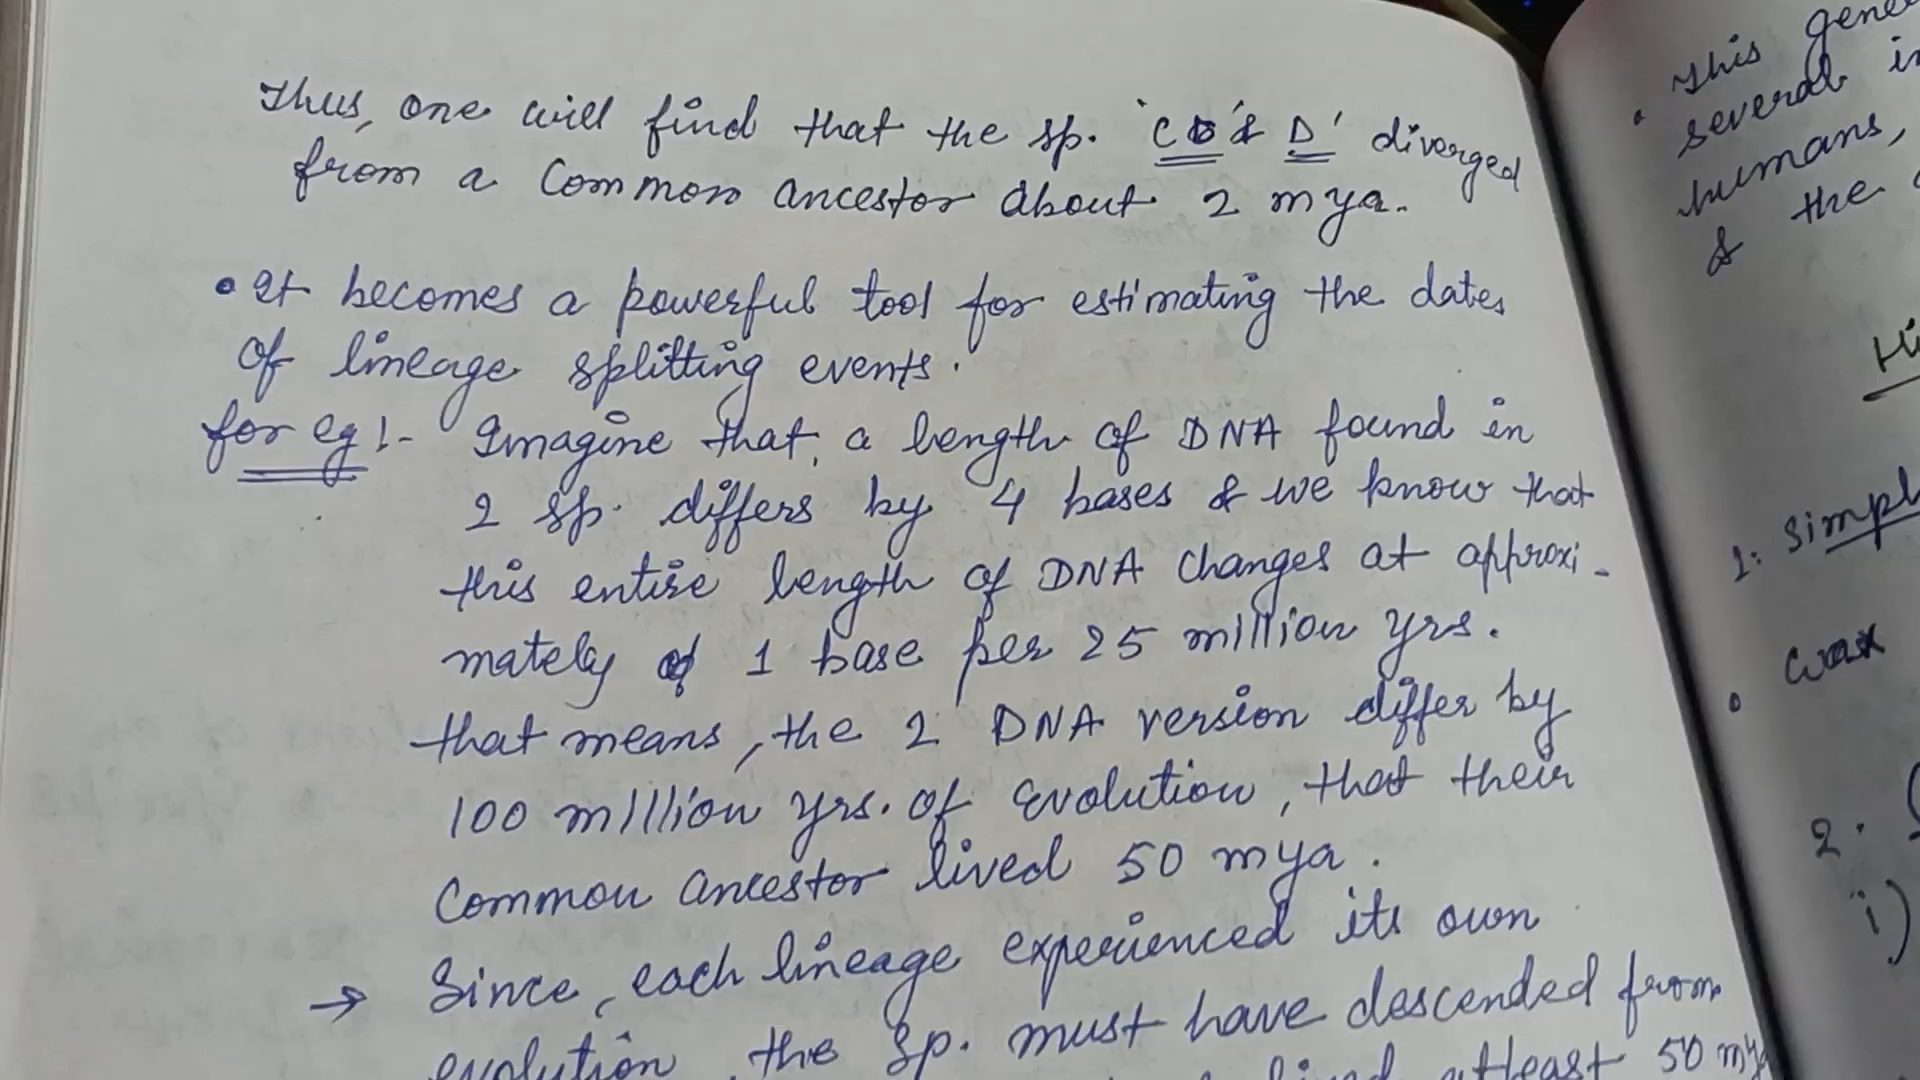 Thus, one will find that the sp. 'C & D' diverged
from a Common ancestor about 2 mya.
• It becomes a powerful tool for estimating the dates
of lineage splitting events.
for eg:- Imagine that, a length of DNA found in
2 sp. differs by 4 bases & we know that
this entire length of DNA changes at approxi-
mately 1 base per 25 million yrs.
that means, the 2 DNA version differ by
100 million yrs. of evolution, that their
Common ancestor lived 50 mya.
→ Since, each lineage experienced its own
evolution, the sp. must have descended from
lived atleast 50 mya
• This gene
several in
humans,
& the
Hi
1: Simpl
• Work
2.
i)